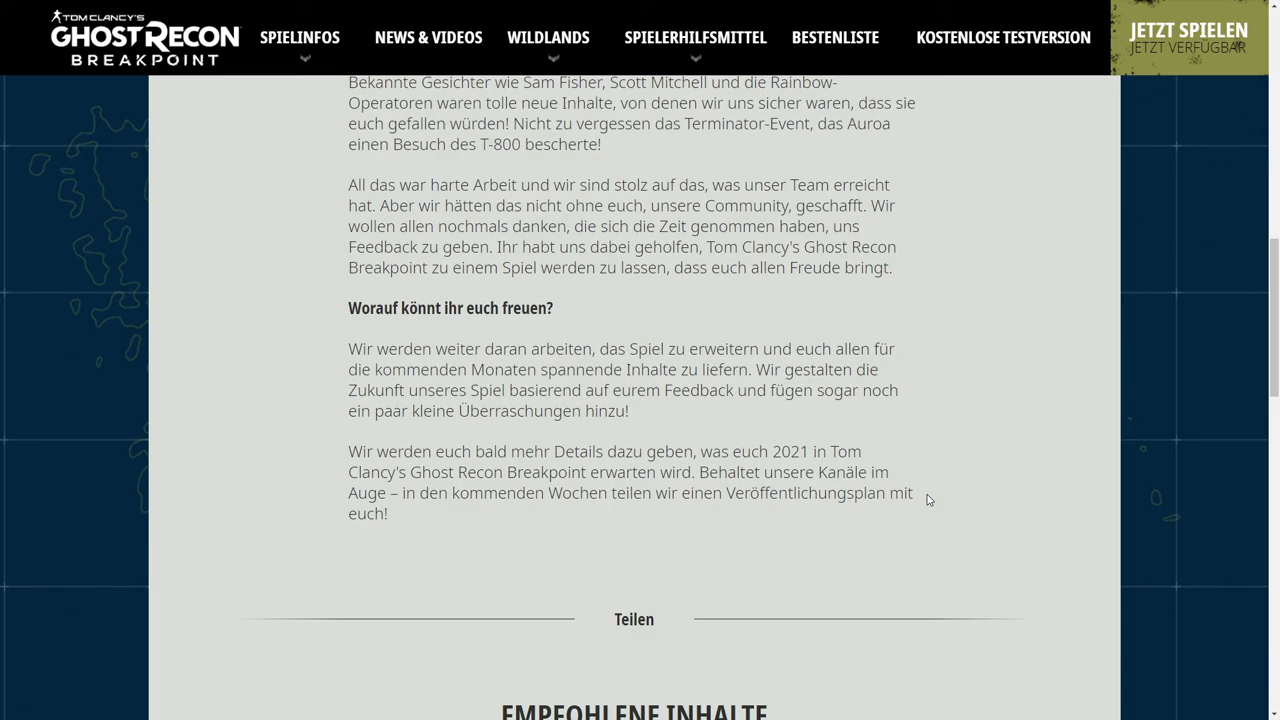 TOM CLANCY'S
GHOST RECON
BREAKPOINT
SPIELINFOS
NEWS & VIDEOS
WILDLANDS
SPIELERHILFSMITTEL
BESTENLISTE
KOSTENLOSE TESTVERSION
JETZT SPIELEN
JETZT VERFÜGBAR
Bekannte Gesichter wie Sam Fisher, Scott Mitchell und die Rainbow-
Operatoren waren tolle neue Inhalte, von denen wir uns sicher waren, dass sie
euch gefallen würden! Nicht zu vergessen das Terminator-Event, das Auroa
einen Besuch des T-800 bescherte!
All das war harte Arbeit und wir sind stolz auf das, was unser Team erreicht
hat. Aber wir hätten das nicht ohne euch, unsere Community, geschafft. Wir
wollen allen nochmals danken, die sich die Zeit genommen haben, uns
Feedback zu geben. Ihr habt uns dabei geholfen, Tom Clancy's Ghost Recon
Breakpoint zu einem Spiel werden zu lassen, dass euch allen Freude bringt.
Worauf könnt ihr euch freuen?
Wir werden weiter daran arbeiten, das Spiel zu erweitern und euch allen für
die kommenden Monaten spannende Inhalte zu liefern. Wir gestalten die
Zukunft unseres Spiel basierend auf eurem Feedback und fügen sogar noch
ein paar kleine Überraschungen hinzu!
Wir werden euch bald mehr Details dazu geben, was euch 2021 in Tom
Clancy's Ghost Recon Breakpoint erwarten wird. Behaltet unsere Kanäle im
Auge – in den kommenden Wochen teilen wir einen Veröffentlichungsplan mit
euch!
Teilen
EMPFOHLENE INHALTE